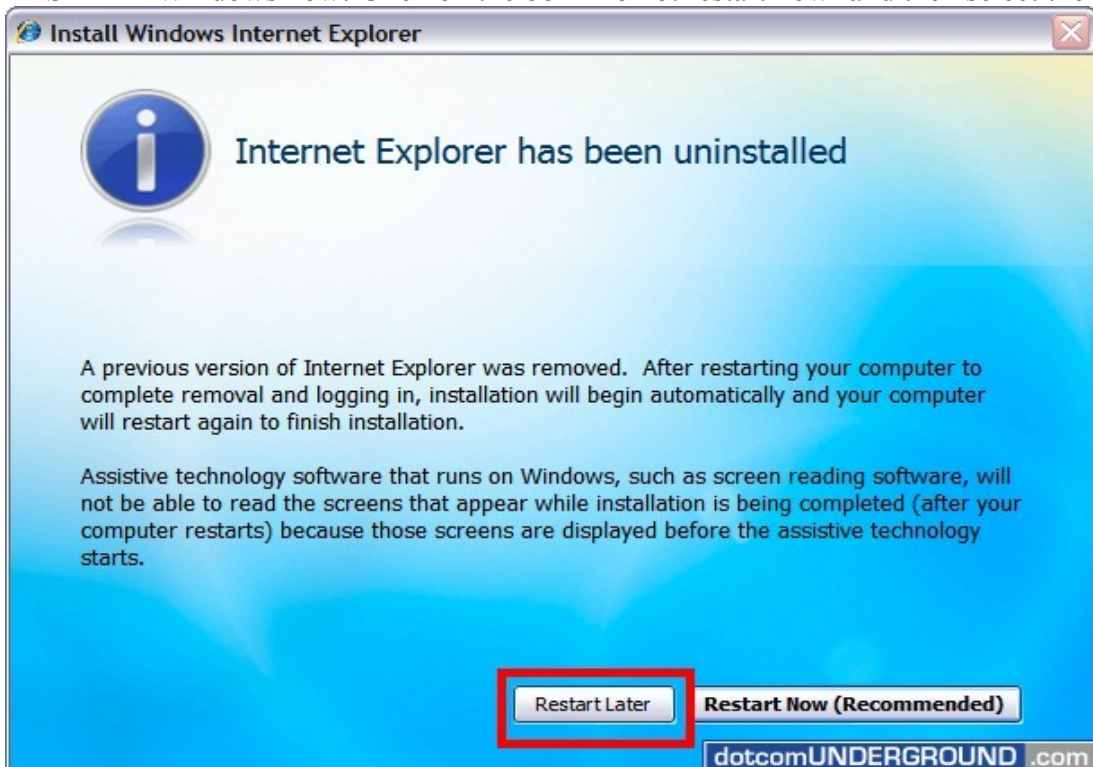 Install Windows Internet Explorer
Internet Explorer has been uninstalled
A previous version of Internet Explorer was removed. After restarting your computer to
complete removal and logging in, installation will begin automatically and your computer
will restart again to finish installation.
Assistive technology software that runs on Windows, such as screen reading software, will
not be able to read the screens that appear while installation is being completed (after your
computer restarts) because those screens are displayed before the assistive technology
starts.
Restart Later
Restart Now (Recommended)
dotcomUNDERGROUND .com